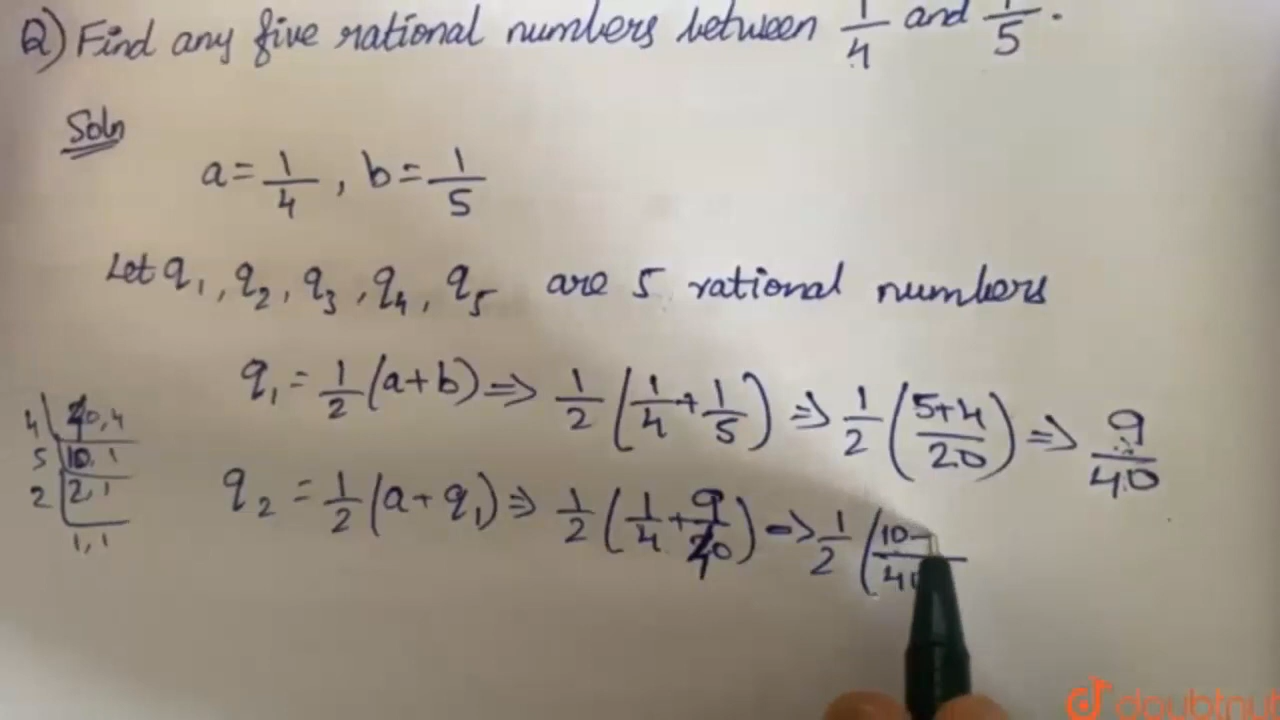 Q) Find any five rational numbers between 1/4 and 1/5.
Soln
a = 1/4 , b = 1/5
Let q₁, q₂, q₃, q₄, q₅ are 5 rational numbers
q₁ = 1/2 (a+b) => 1/2 (1/4 + 1/5) => 1/2 (5+4/20) => 9/40
4 | 40, 4
5 | 10, 1
2 | 2, 1
1, 1
q₂ = 1/2 (a + q₁) => 1/2 (1/4 + 9/40) => 1/2 (10
doubtnut